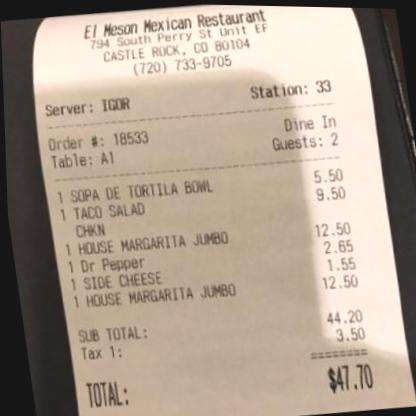 El Meson Mexican Restaurant
794 South Perry St Unit EF
CASTLE ROCK, CO 80104
(720) 733-9705
Server: IGOR Station: 33
Order #: 18533 Dine In
Table: A1 Guests: 2
1 SOPA DE TORTILA BOWL 5.50
1 TACO SALAD 9.50
CHKN
1 HOUSE MARGARITA JUMBO 12.50
1 Dr Pepper 2.65
1 SIDE CHEESE 1.55
1 HOUSE MARGARITA JUMBO 12.50
SUB TOTAL: 44.20
Tax 1: 3.50
========
TOTAL: $47.70